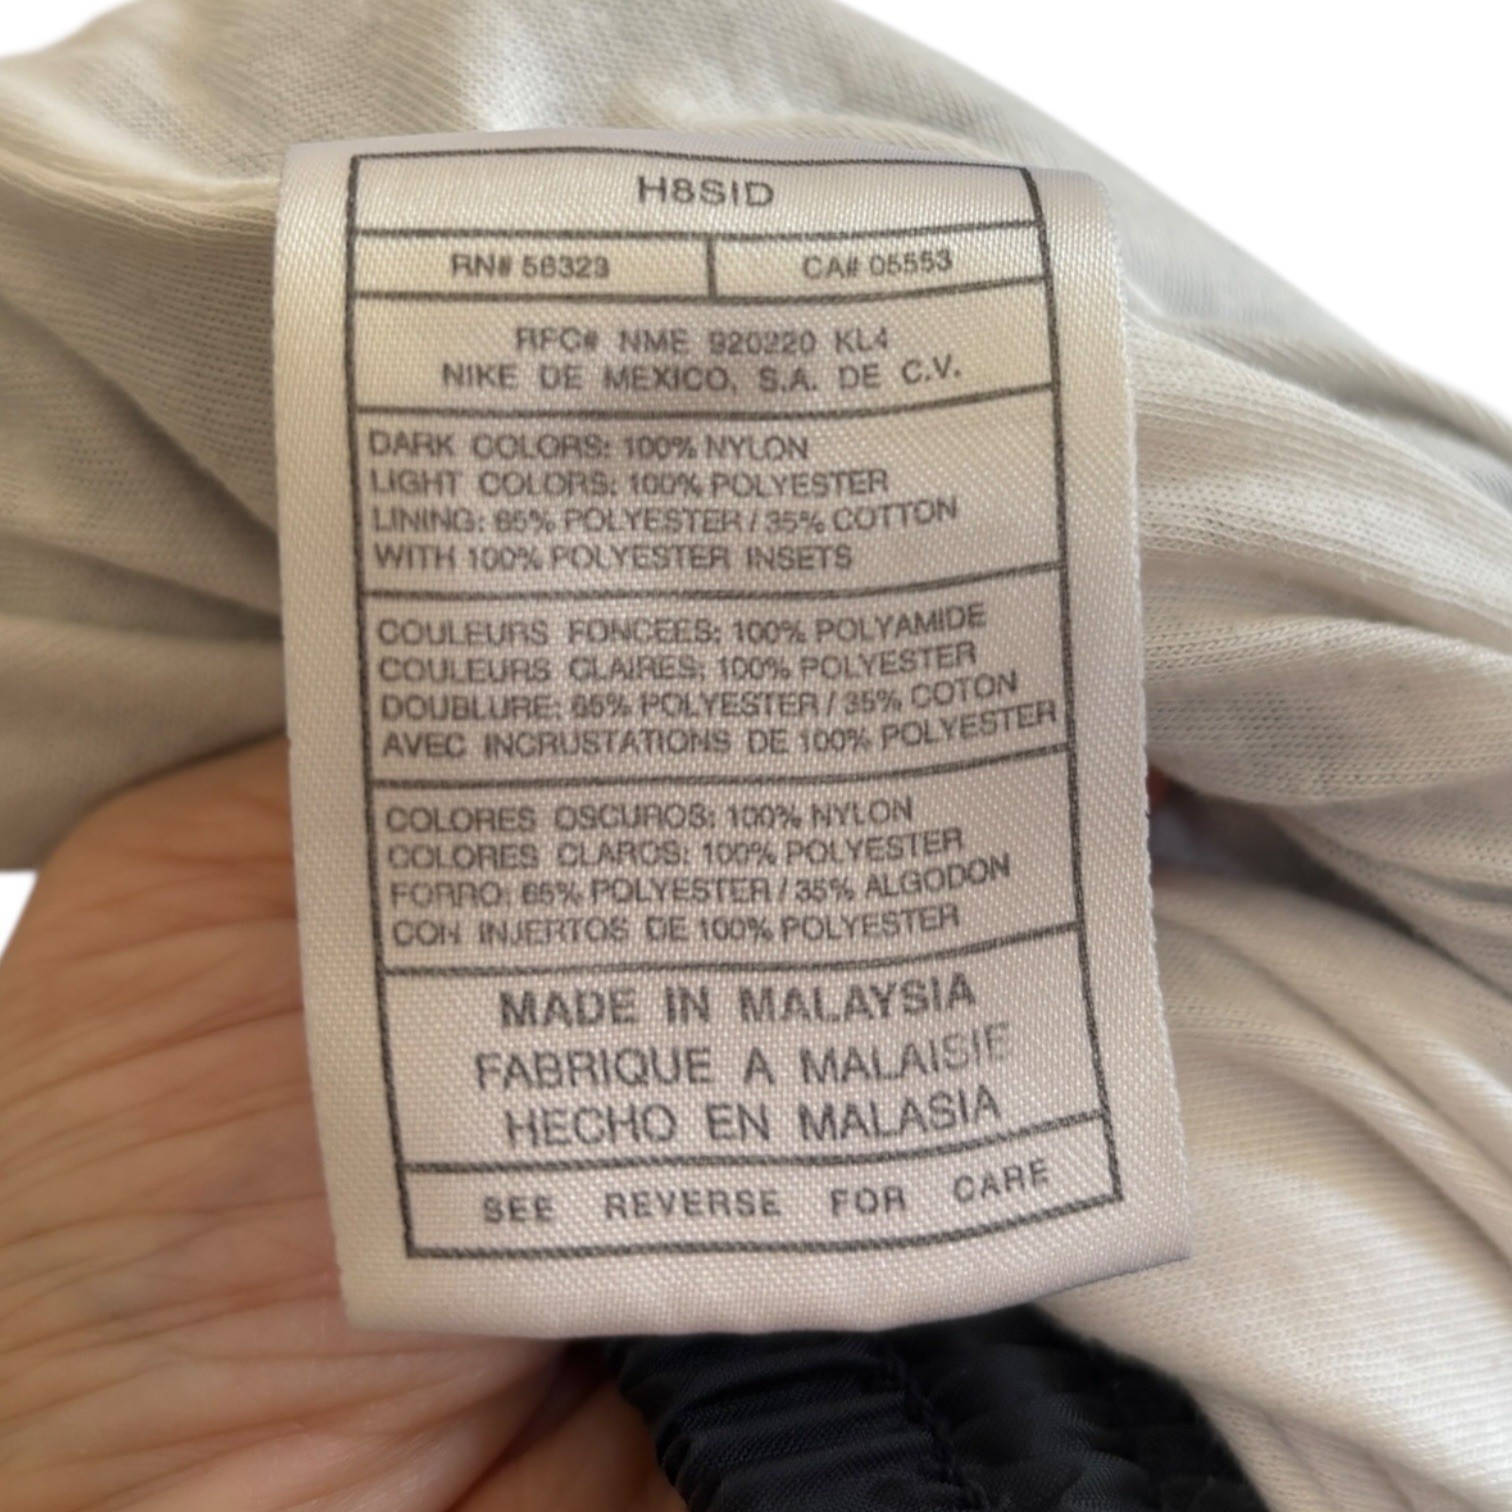 H8SID
RN# 56323 CA# 05553
RFC# NME 920220 KL4
NIKE DE MEXICO, S.A. DE C.V.
DARK COLORS: 100% NYLON
LIGHT COLORS: 100% POLYESTER
LINING: 65% POLYESTER / 35% COTTON
WITH 100% POLYESTER INSETS
COULEURS FONCEES: 100% POLYAMIDE
COULEURS CLAIRES: 100% POLYESTER
DOUBLURE: 65% POLYESTER / 35% COTON
AVEC INCRUSTATIONS DE 100% POLYESTER
COLORES OSCUROS: 100% NYLON
COLORES CLAROS: 100% POLYESTER
FORRO: 65% POLYESTER / 35% ALGODON
CON INJERTOS DE 100% POLYESTER
MADE IN MALAYSIA
FABRIQUE A MALAISIE
HECHO EN MALASIA
SEE REVERSE FOR CARE